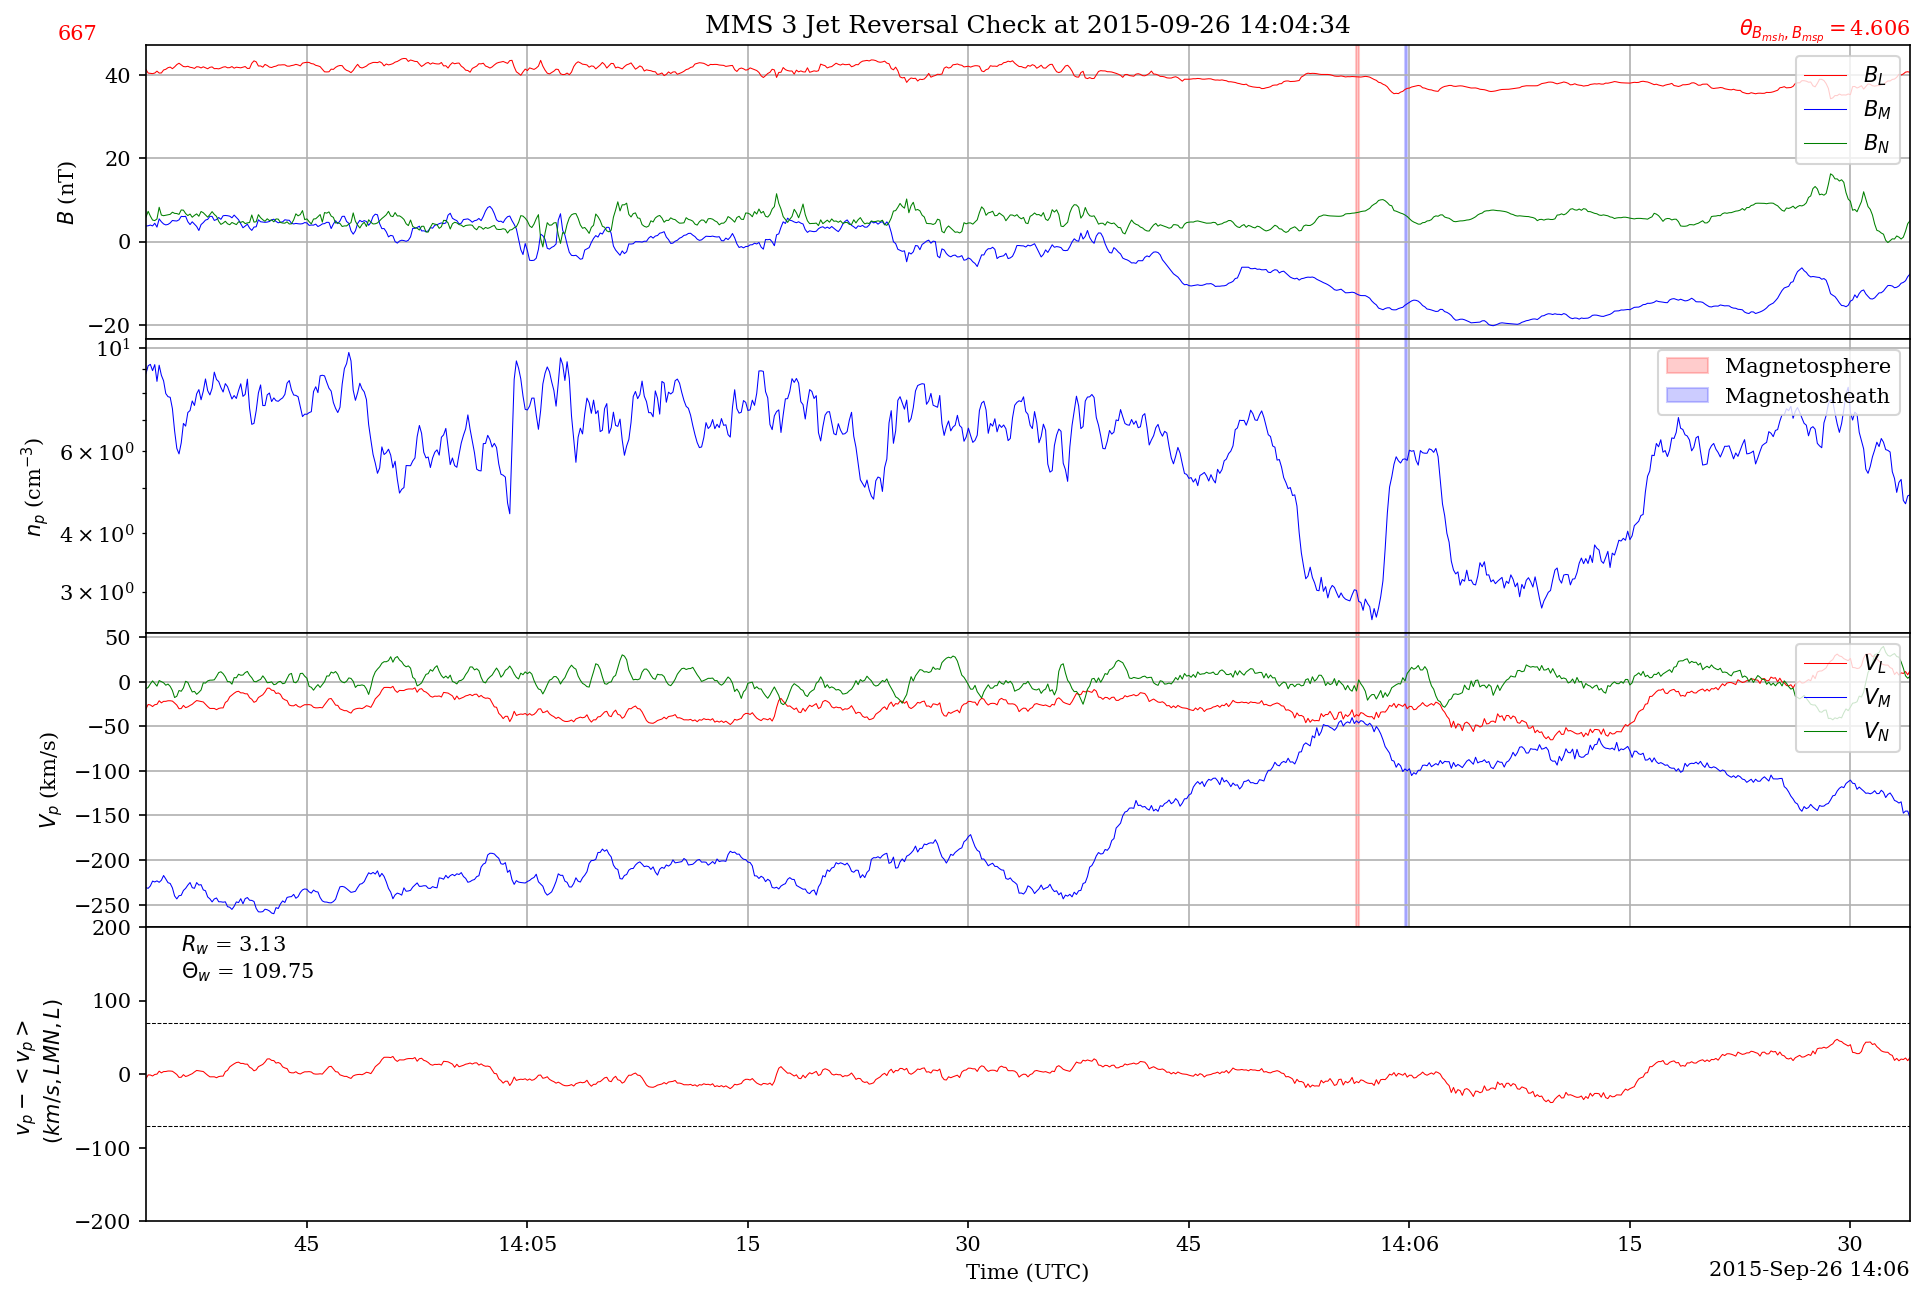 667
MMS 3 Jet Reversal Check at 2015-09-26 14:04:34
θ_{B_{msh}, B_{msp}} = 4.606
40
20
0
−20
B (nT)
B_L
B_M
B_N
10^1
6 × 10^0
4 × 10^0
3 × 10^0
n_p (cm^{−3})
Magnetosphere
Magnetosheath
50
0
−50
−100
−150
−200
−250
V_p (km/s)
V_L
V_M
V_N
200
100
0
−100
−200
v_p − < v_p >
(km/s, LMN, L)
R_w = 3.13
Θ_w = 109.75
45
14:05
15
30
45
14:06
15
30
Time (UTC)
2015-Sep-26 14:06